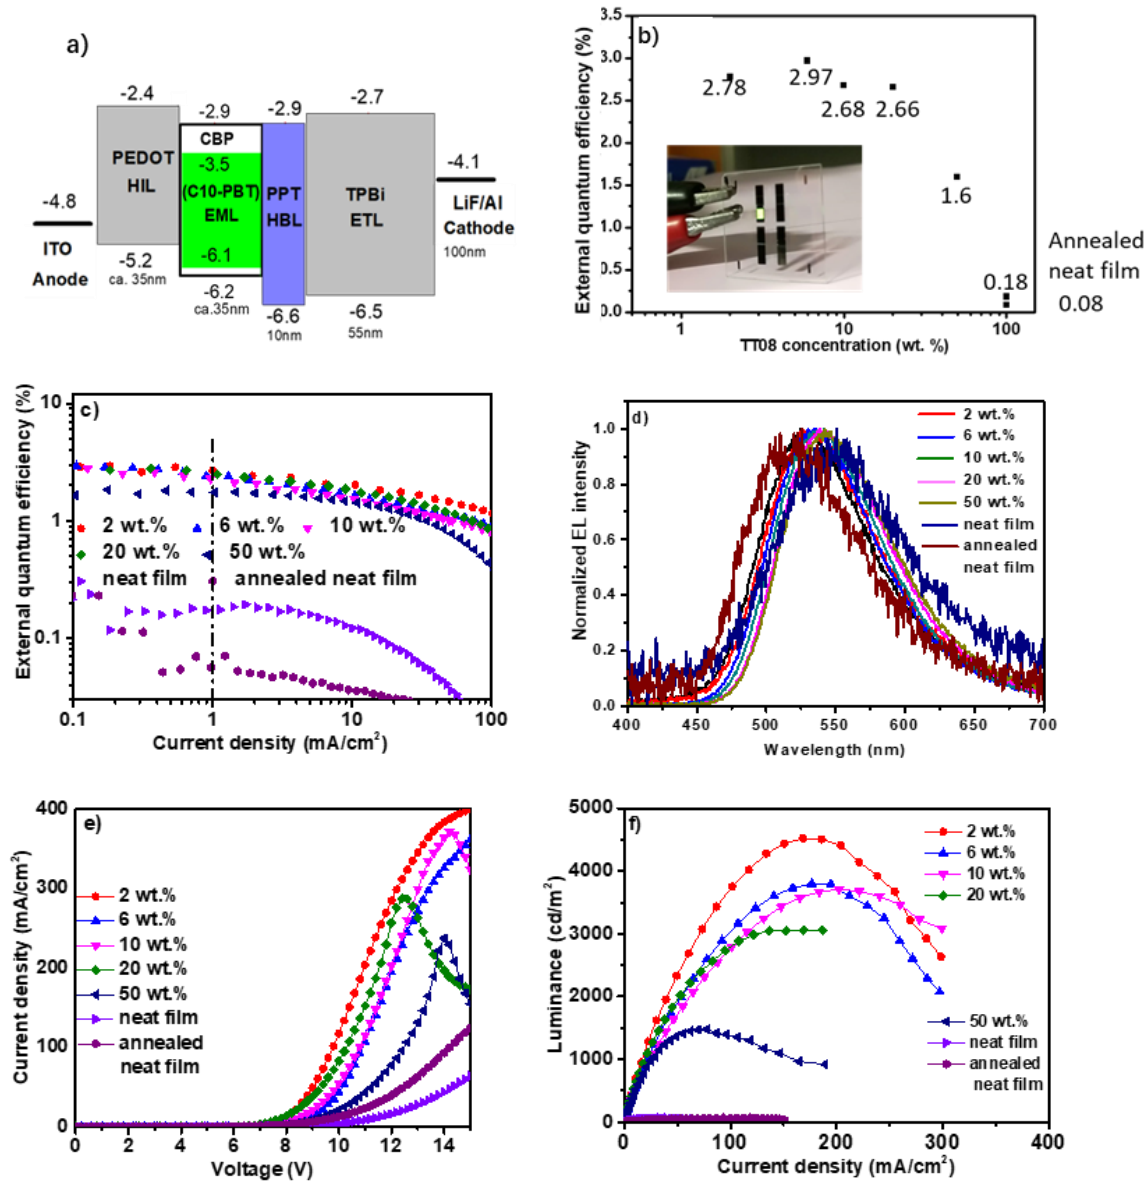 a)
-2.4
-2.9
-2.9
-2.7
CBP
-4.1
PEDOT
HIL
-3.5
(C10-PBT)
EML
PPT
HBL
TPBi
ETL
LiF/Al
Cathode
100nm
-4.8
ITO
Anode
-5.2
ca. 35nm
-6.1
-6.2
ca.35nm
-6.6
10nm
-6.5
55nm
b)
External quantum efficiency (%)
3.5
3.0
2.5
2.0
1.5
1.0
0.5
0.0
2.78
2.97
2.68
2.66
1.6
0.18
0.08
Annealed
neat film
1
10
100
TT08 concentration (wt. %)
c)
External quantum efficiency (%)
10
1
0.1
2 wt.% 6 wt.% 10 wt.%
20 wt.% 50 wt.%
neat film annealed neat film
0.1 1 10 100
Current density (mA/cm²)
d)
Normalized EL intensity
1.0
0.8
0.6
0.4
0.2
0.0
2 wt.%
6 wt.%
10 wt.%
20 wt.%
50 wt.%
neat film
annealed
neat film
400 450 500 550 600 650 700
Wavelength (nm)
e)
Current density (mA/cm²)
400
300
200
100
0
2 wt.%
6 wt.%
10 wt.%
20 wt.%
50 wt.%
neat film
annealed
neat film
0 2 4 6 8 10 12 14
Voltage (V)
f)
Luminance (cd/m²)
5000
4000
3000
2000
1000
0
2 wt.%
6 wt.%
10 wt.%
20 wt.%
50 wt.%
neat film
annealed
neat film
0 100 200 300 400
Current density (mA/cm²)